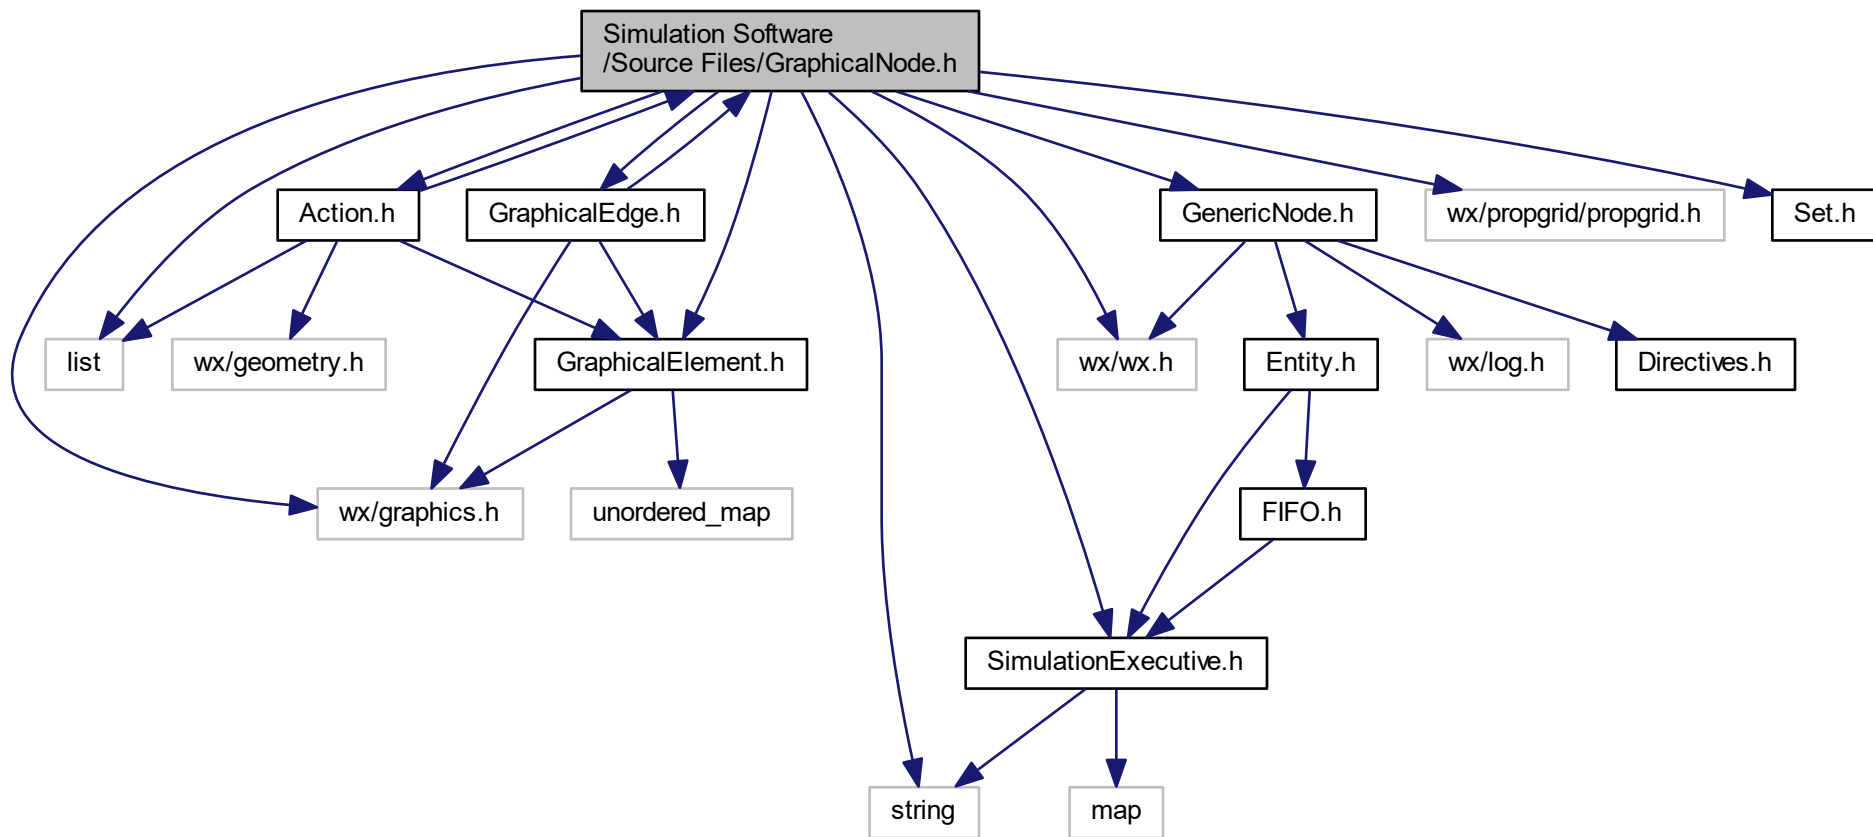 Simulation Software
/Source Files/GraphicalNode.h
Action.h
GraphicalEdge.h
GenericNode.h
wx/propgrid/propgrid.h
Set.h
list
wx/geometry.h
GraphicalElement.h
wx/wx.h
Entity.h
wx/log.h
Directives.h
wx/graphics.h
unordered_map
FIFO.h
SimulationExecutive.h
string
map